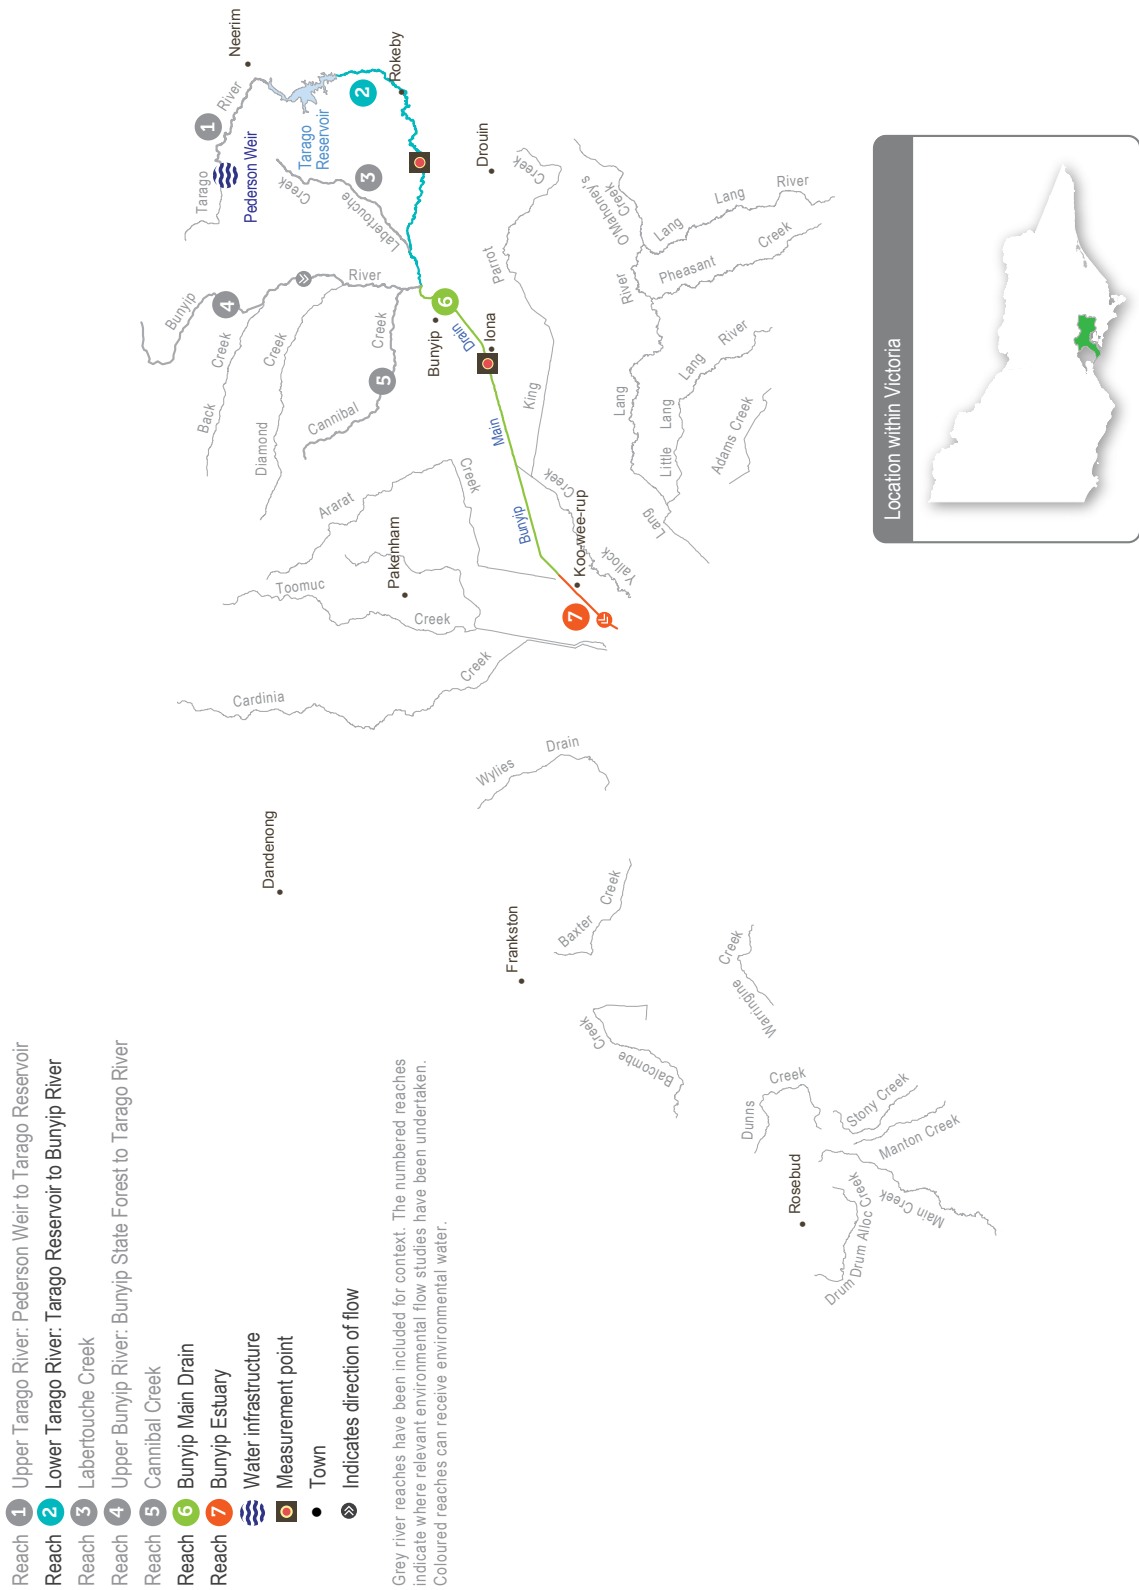 Reach 1 Upper Tarago River: Pederson Weir to Tarago Reservoir
Reach 2 Lower Tarago River: Tarago Reservoir to Bunyip River
Reach 3 Labertouche Creek
Reach 4 Upper Bunyip River: Bunyip State Forest to Tarago River
Reach 5 Cannibal Creek
Reach 6 Bunyip Main Drain
Reach 7 Bunyip Estuary
Water infrastructure
Measurement point
Town
Indicates direction of flow
Grey river reaches have been included for context. The numbered reaches
indicate where relevant environmental flow studies have been undertaken.
Coloured reaches can receive environmental water.
Dandenong
Frankston
Rosebud
Drum Drum Alloc Creek
Main Creek
Manton Creek
Stony Creek
Dunns Creek
Balcombe Creek
Warringine Creek
Baxter Creek
Wylies Drain
Cardinia Creek
Toomuc Creek
Pakenham
Ararat Creek
7
Koo-wee-rup
Yallock Creek
Bunyip Main Drain
King Parrot Creek
Iona
Bunyip
6
Cannibal Creek
5
Diamond Creek
Back Creek
Bunyip River
4
Labertouche Creek
3
Tarago River
1
Pederson Weir
Tarago
Reservoir
Neerim
2
Rokeby
Drouin
Lang Lang River
O'Mahoney's
Creek
Pheasant Creek
Little Lang Lang River
Adams Creek
Lang Lang River
Location within Victoria